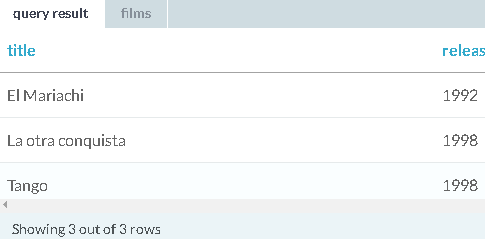 query result films
title releas
El Mariachi 1992
La otra conquista 1998
Tango 1998
Showing 3 out of 3 rows